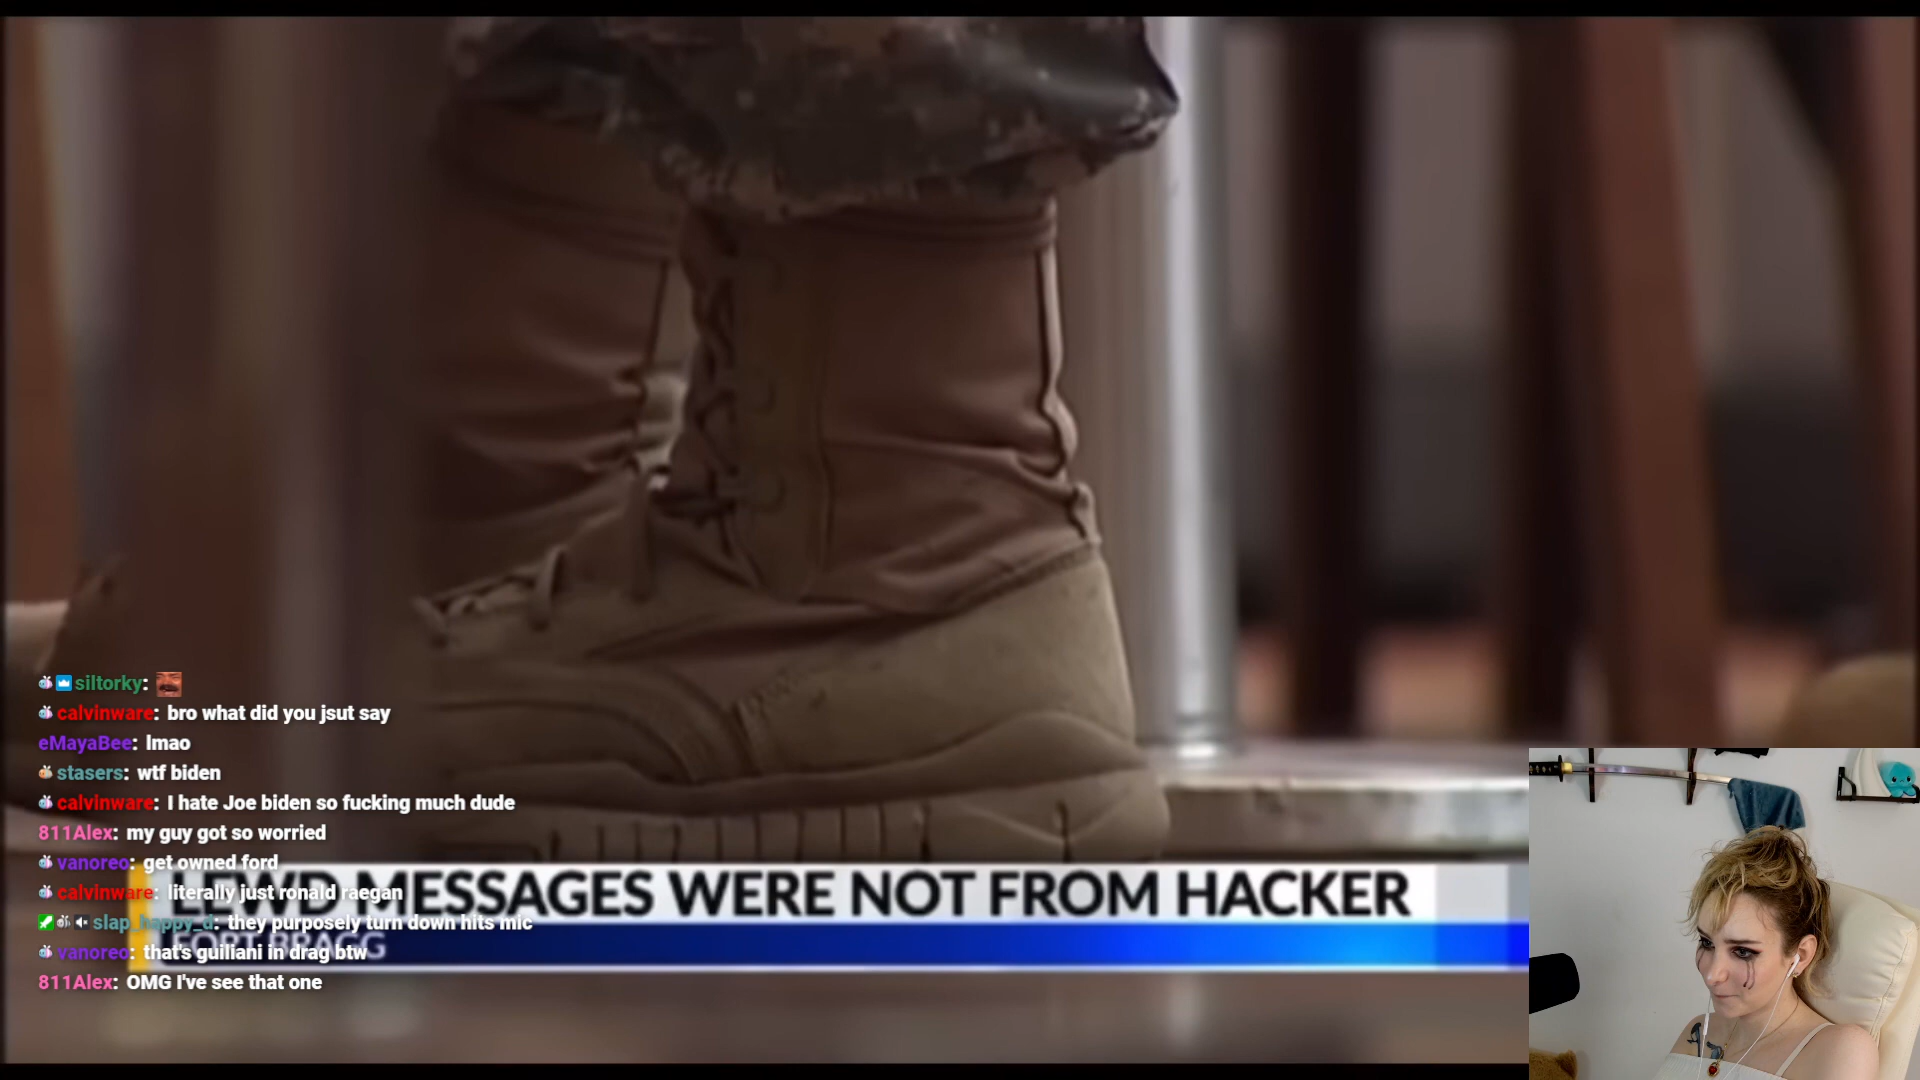 siltorky:
calvinware: bro what did you jsut say
eMayaBee: lmao
stasers: wtf biden
calvinware: I hate Joe biden so fucking much dude
811Alex: my guy got so worried
vanoreo: get owned ford
calvinware: literally just ronald raegan
slap_happy_d: they purposely turn down hits mic
vanoreo: that's guiliani in drag btw
811Alex: OMG I've see that one
MESSAGES WERE NOT FROM HACKER
FORT BRAGG